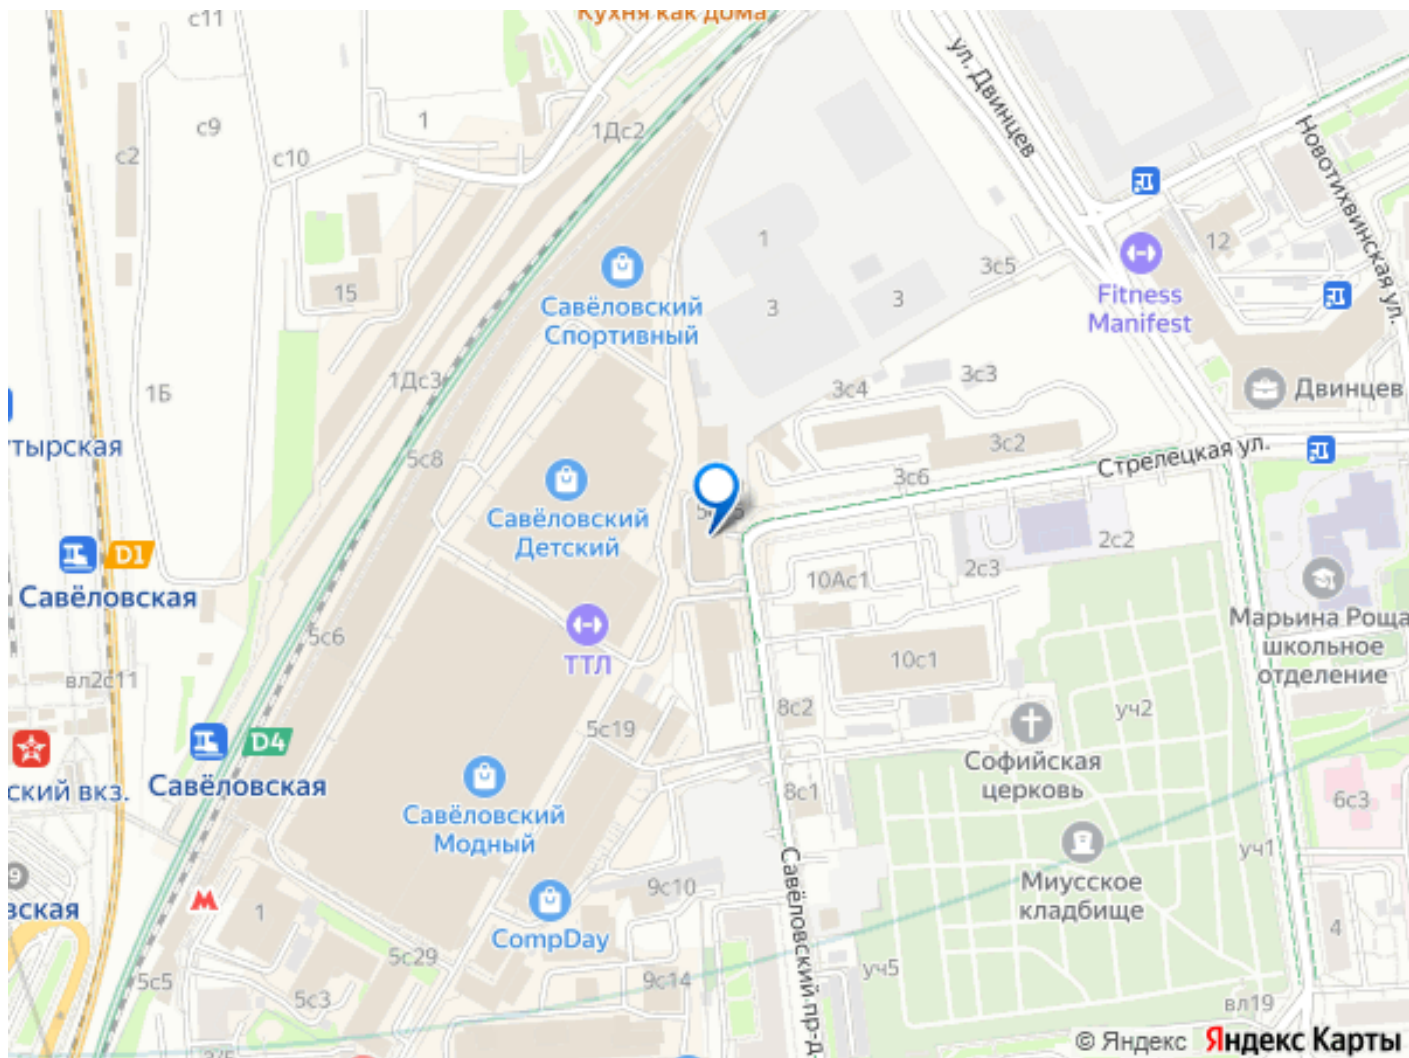 с11
Кухня как дома
ул. Двинцев
1
1Дс2
с9
с2
с10
Новотихвинская ул.
12
1
3с5
15
3
3
Савёловский
Спортивный
Fitness
Manifest
1Дс3
1Б
3с4
3с3
Двинцев
тырская
5с8
3с2
Стрелецкая ул.
3с6
Савёловский
Детский
D1
2с2
2с3
10Ас1
Савёловская
Марьина Роща
школьное
отделение
5с6
ТТЛ
10с1
вл2с11
8с2
уч2
5с19
D4
Софийская
церковь
ский вкз.
Савёловская
8с1
6с3
Савёловский
Модный
уч1
9
Миусское
кладбище
вская
1
9с10
CompDay
Савёловский пр-д
4
5с29
уч5
5с5
9с14
5с3
вл19
© Яндекс Яндекс Карты